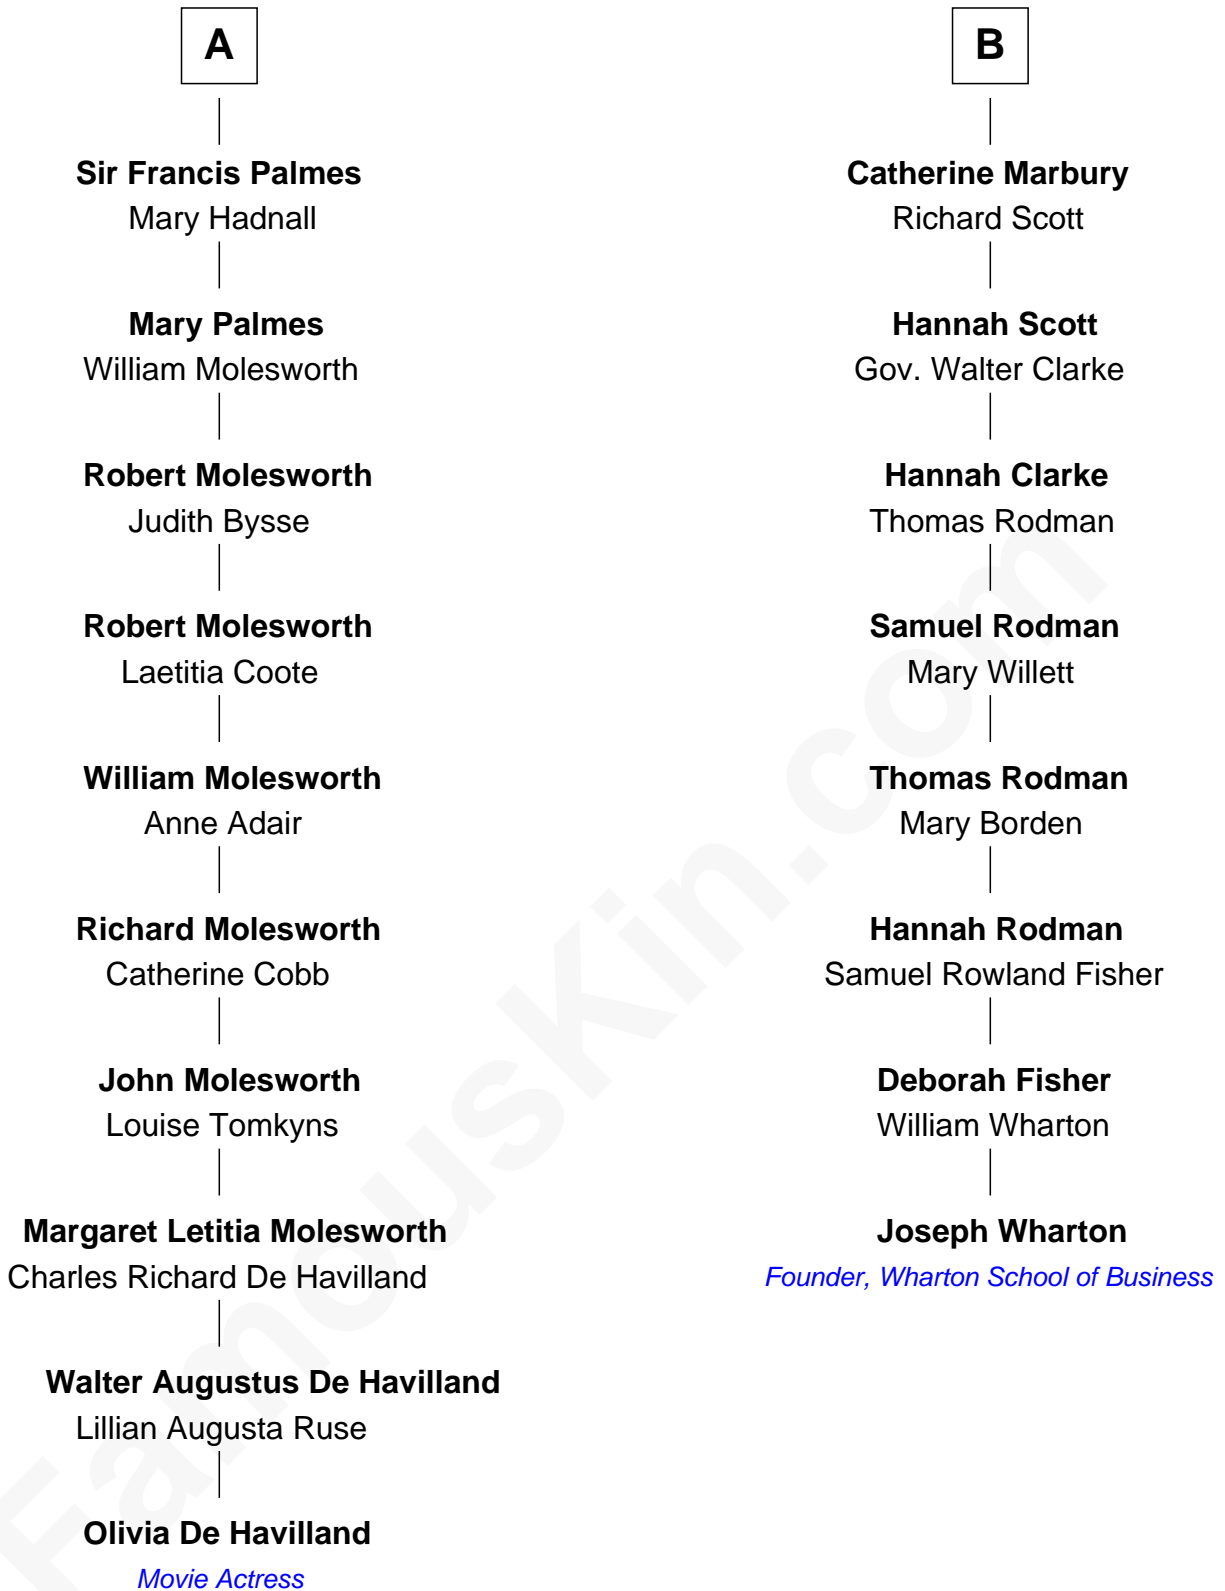 A
Sir Francis Palmes
Mary Hadnall
Mary Palmes
William Molesworth
Robert Molesworth
Judith Bysse
Robert Molesworth
Laetitia Coote
William Molesworth
Anne Adair
Richard Molesworth
Catherine Cobb
John Molesworth
Louise Tomkyns
Margaret Letitia Molesworth
Charles Richard De Havilland
Walter Augustus De Havilland
Lillian Augusta Ruse
Olivia De Havilland
Movie Actress
B
Catherine Marbury
Richard Scott
Hannah Scott
Gov. Walter Clarke
Hannah Clarke
Thomas Rodman
Samuel Rodman
Mary Willett
Thomas Rodman
Mary Borden
Hannah Rodman
Samuel Rowland Fisher
Deborah Fisher
William Wharton
Joseph Wharton
Founder, Wharton School of Business
FamousKin.com